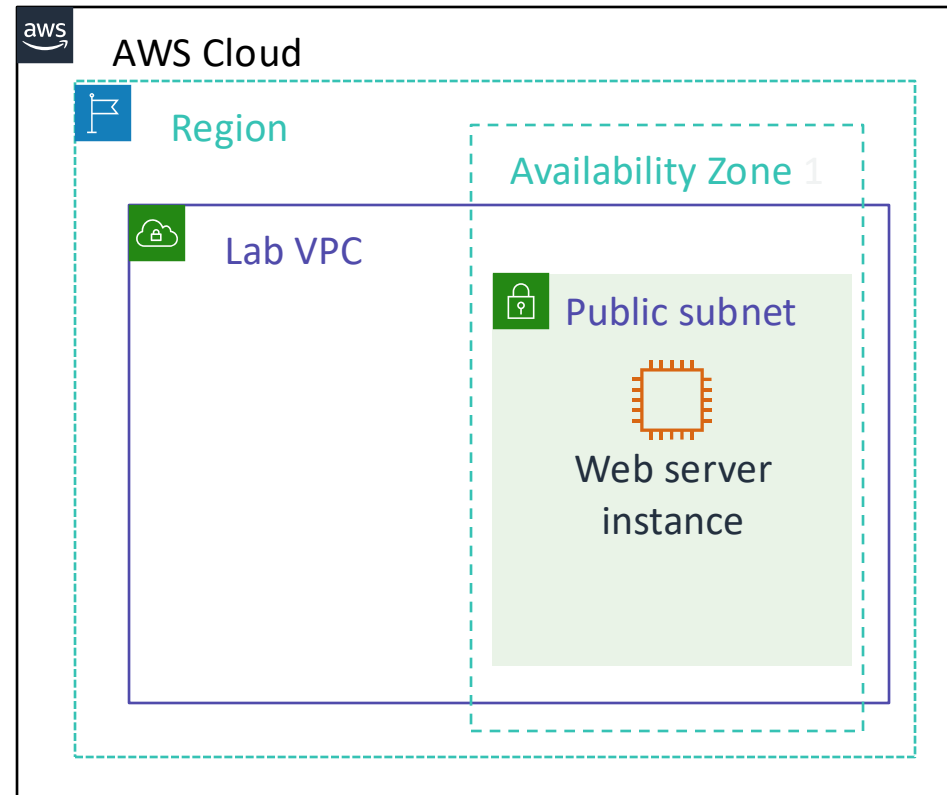 aws
AWS Cloud
Region
Availability Zone 1
Lab VPC
Public subnet
Web server
instance